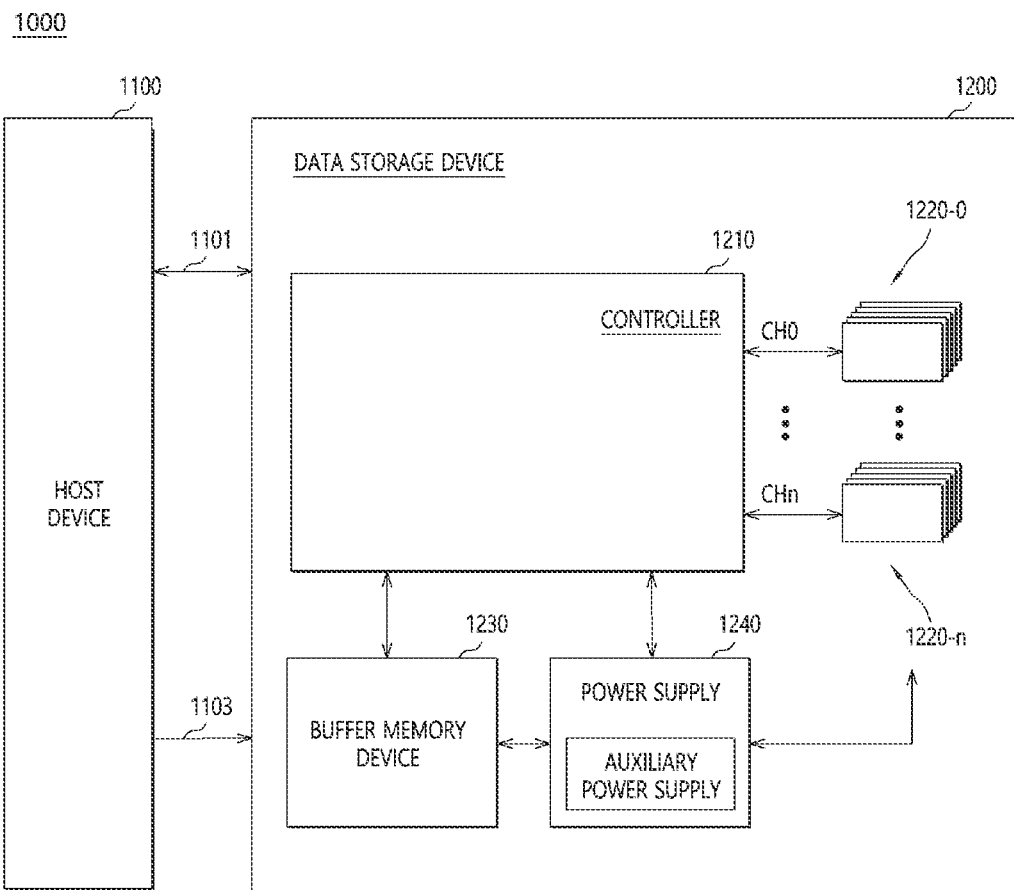 1000
1100
1200
DATA STORAGE DEVICE
1220-0
1101
1210
CONTROLLER
CH0
HOST
DEVICE
CHn
1230
1240
1220-n
1103
POWER SUPPLY
BUFFER MEMORY
DEVICE
AUXILIARY
POWER SUPPLY